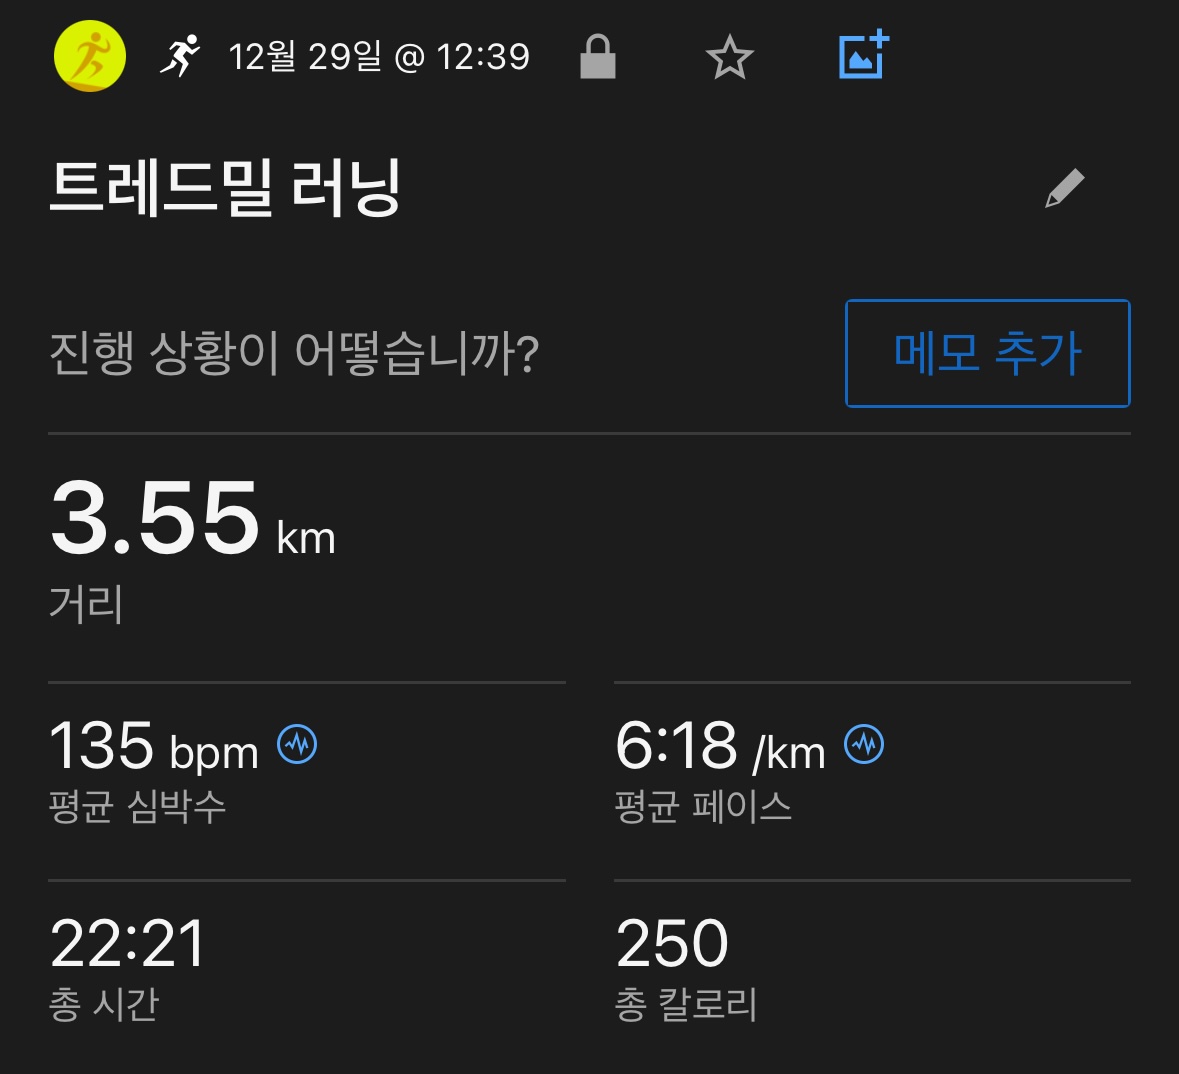 12월 29일 @ 12:39
트레드밀 러닝
진행 상황이 어떻습니까?
메모 추가
3.55 km
거리
135 bpm
평균 심박수
6:18 /km
평균 페이스
22:21
총 시간
250
총 칼로리